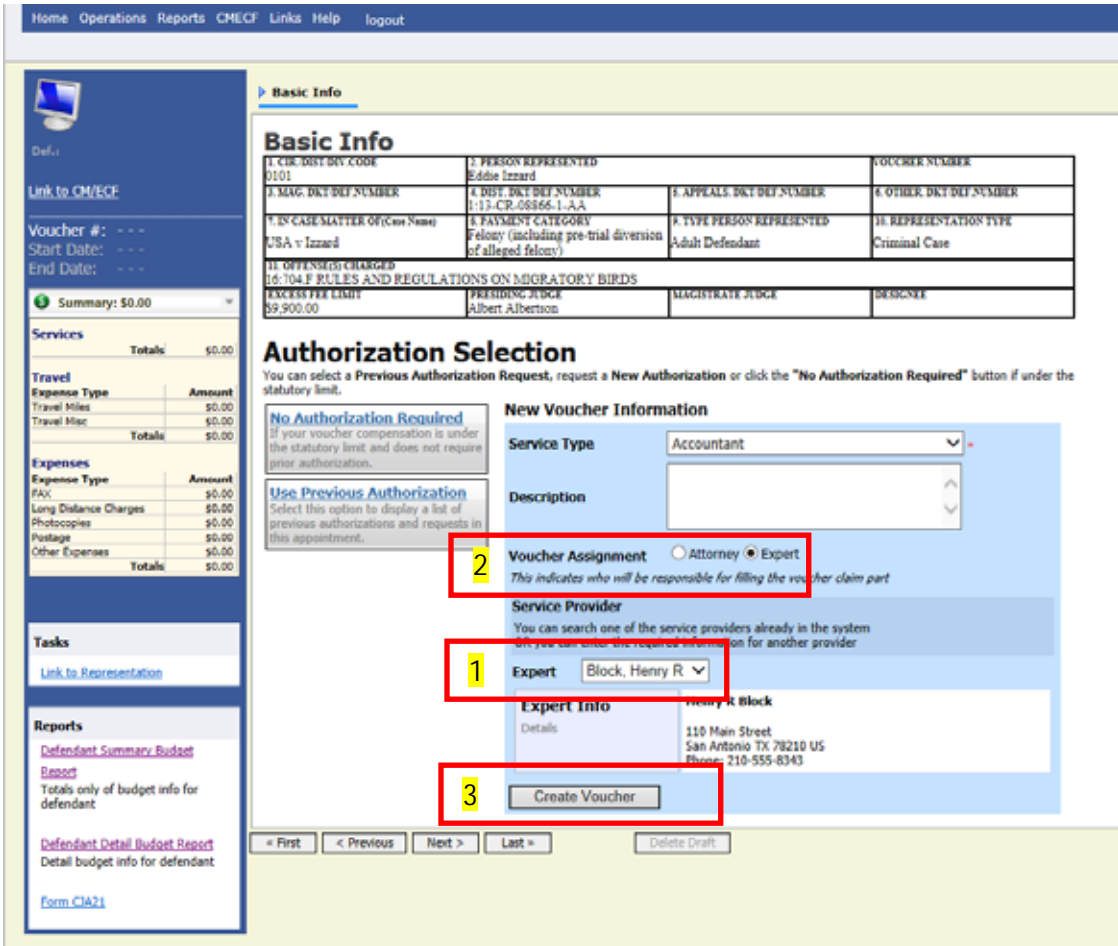 Home Operations Reports CMECF Links Help logout
Basic Info
Def.:
Link to CM/ECF
Voucher #: - - -
Start Date: - - -
End Date: - - -
Summary: $0.00
Services
Totals $0.00
Travel
Expense Type Amount
Travel Miles $0.00
Travel Misc $0.00
Totals $0.00
Expenses
Expense Type Amount
FAX $0.00
Long Distance Charges $0.00
Photocopies $0.00
Postage $0.00
Other Expenses $0.00
Totals $0.00
Tasks
Link to Representation
Reports
Defendant Summary Budget
Report
Totals only of budget info for
defendant
Defendant Detail Budget Report
Detail budget info for defendant
Form CJA21
Basic Info
1. CIR./DIST/DIV.CODE 2. PERSON REPRESENTED VOUCHER NUMBER
0101 Eddie Izzard
3. MAG. DKT/DEF.NUMBER 4. DIST. DKT/DEF.NUMBER 5. APPEALS. DKT/DEF.NUMBER 6. OTHER. DKT/DEF.NUMBER
1:13-CR-08866-1-AA
7. IN CASE/MATTER OF(Case Name) 8. PAYMENT CATEGORY 9. TYPE PERSON REPRESENTED 10. REPRESENTATION TYPE
USA v Izzard Felony (including pre-trial diversion Adult Defendant Criminal Case
of alleged felony)
11. OFFENSE(S) CHARGED
16:704.F RULES AND REGULATIONS ON MIGRATORY BIRDS
EXCESS FEE LIMIT PRESIDING JUDGE MAGISTRATE JUDGE DESIGNEE
$9,900.00 Albert Albertson
Authorization Selection
You can select a Previous Authorization Request, request a New Authorization or click the "No Authorization Required" button if under the
statutory limit.
No Authorization Required
If your voucher compensation is under
the statutory limit and does not require
prior authorization.
Use Previous Authorization
Select this option to display a list of
previous authorizations and requests in
this appointment.
New Voucher Information
Service Type Accountant *
Description
2
Voucher Assignment Attorney Expert
This indicates who will be responsible for filling the voucher claim part
Service Provider
You can search one of the service providers already in the system
OR you can enter the required information for another provider
1
Expert Block, Henry R
Expert Info Henry R Block
Details
110 Main Street
San Antonio TX 78210 US
Phone: 210-555-8343
3
Create Voucher
« First < Previous Next > Last » Delete Draft